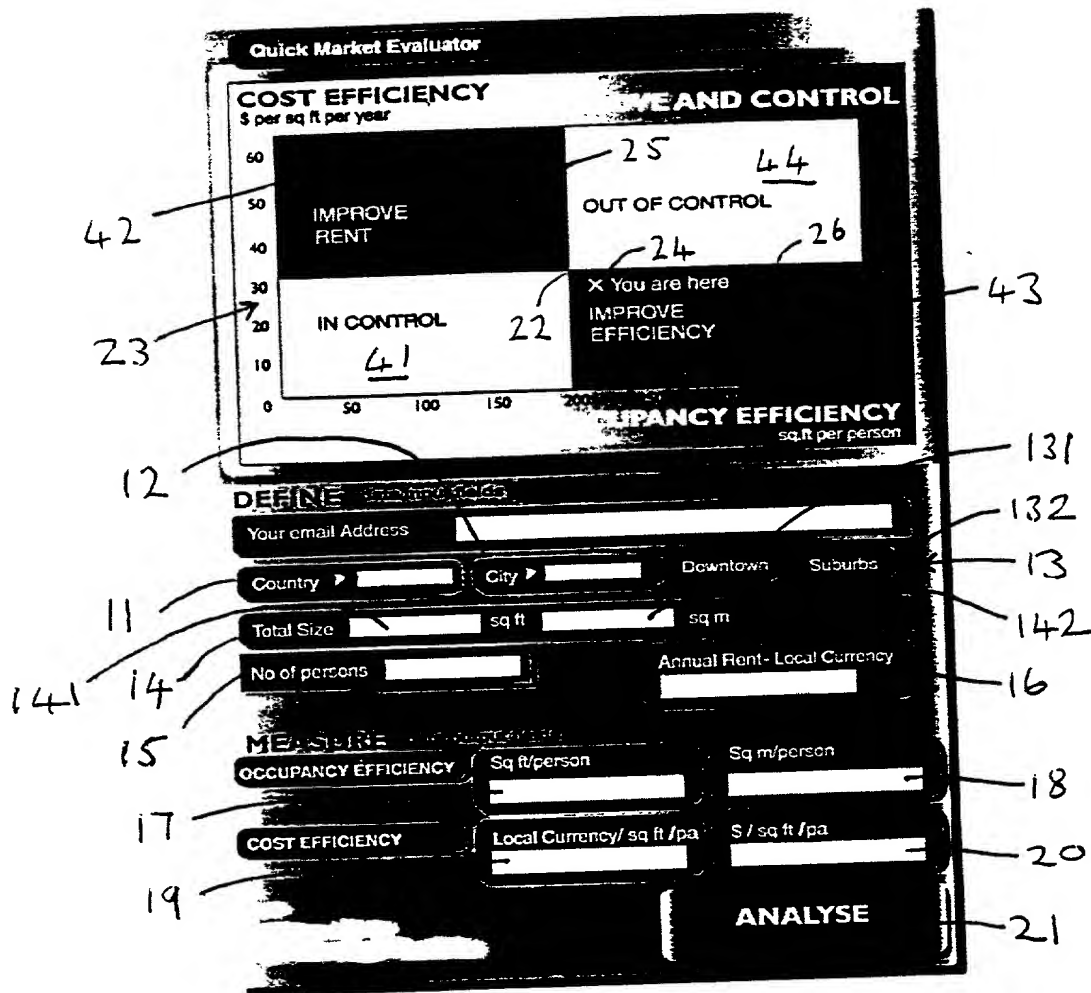 Quick Market Evaluator
COST EFFICIENCY
AND CONTROL
$ per sq ft per year
60
25
44
50
IMPROVE
RENT
OUT OF CONTROL
42
40
24
26
30
X You are here
43
23
20
IN CONTROL
22
IMPROVE
EFFICIENCY
10
41
0
50
100
150
200
EFFICIENCY
sq.ft per person
12
131
DEFINE
132
Your email Address
13
Country
City
Downtown
Suburbs
11
142
Total Size
sq ft
sq m
141
14
No of persons
Annual Rent - Local Currency
16
15
MEASURE
OCCUPANCY EFFICIENCY
Sq ft/person
Sq m/person
18
17
COST EFFICIENCY
Local Currency/ sq ft /pa
$ / sq ft /pa
20
19
ANALYSE
21